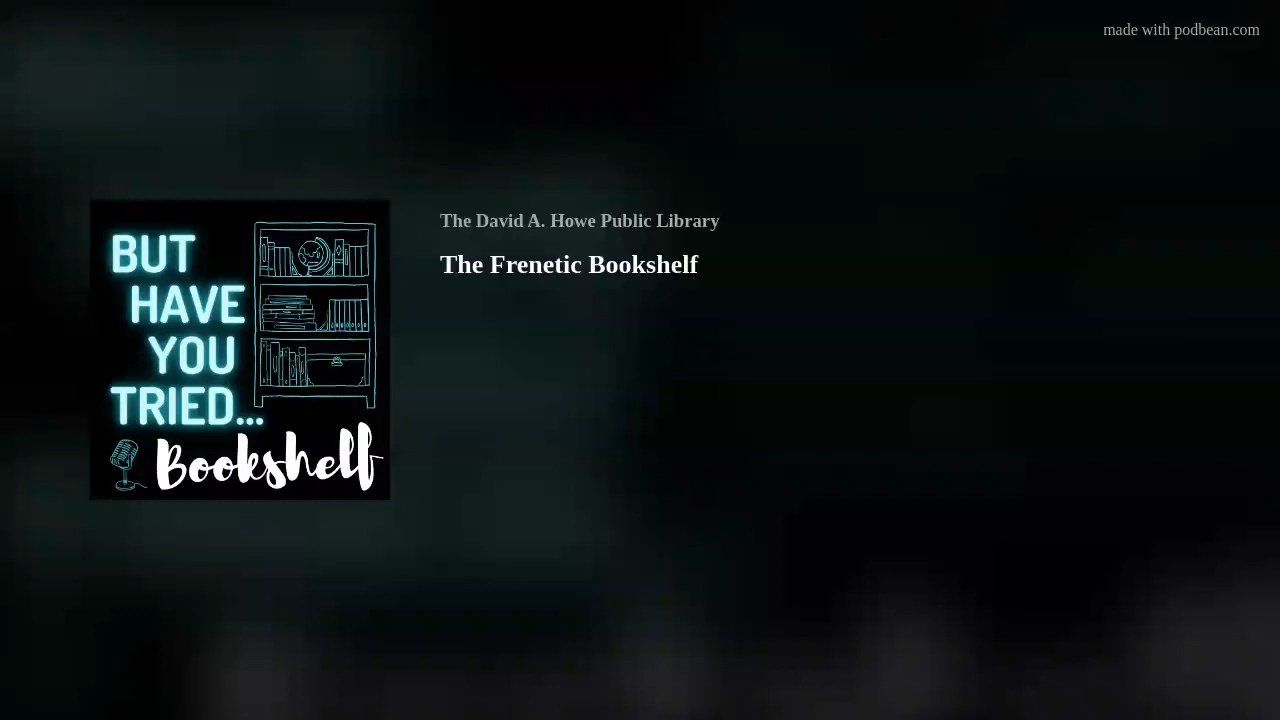 made with podbean.com
BUT
HAVE
YOU
TRIED...
Bookshelf
The David A. Howe Public Library
The Frenetic Bookshelf